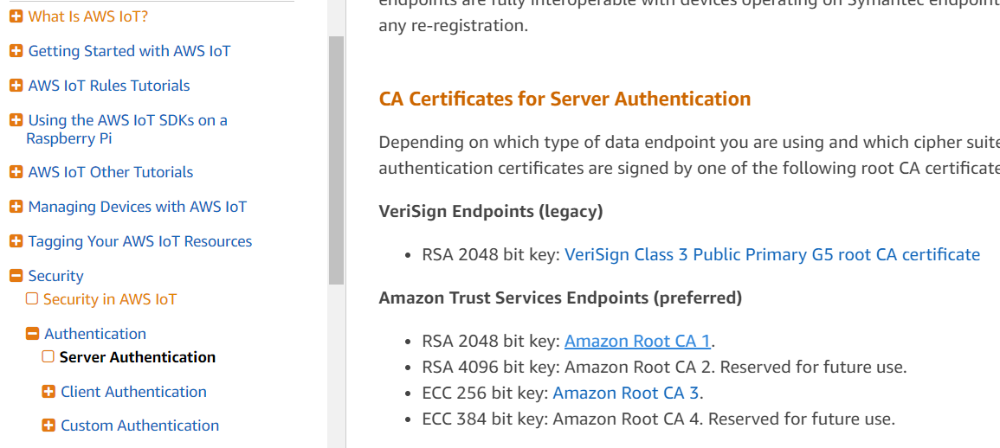 What Is AWS IoT?
Getting Started with AWS IoT
AWS IoT Rules Tutorials
Using the AWS IoT SDKs on a
Raspberry Pi
AWS IoT Other Tutorials
Managing Devices with AWS IoT
Tagging Your AWS IoT Resources
Security
Security in AWS IoT
Authentication
Server Authentication
Client Authentication
Custom Authentication
endpoints are fully interoperable with devices operating on Symantec endpoint
any re-registration.
CA Certificates for Server Authentication
Depending on which type of data endpoint you are using and which cipher suite
authentication certificates are signed by one of the following root CA certificate
VeriSign Endpoints (legacy)
• RSA 2048 bit key: VeriSign Class 3 Public Primary G5 root CA certificate
Amazon Trust Services Endpoints (preferred)
• RSA 2048 bit key: Amazon Root CA 1.
• RSA 4096 bit key: Amazon Root CA 2. Reserved for future use.
• ECC 256 bit key: Amazon Root CA 3.
• ECC 384 bit key: Amazon Root CA 4. Reserved for future use.